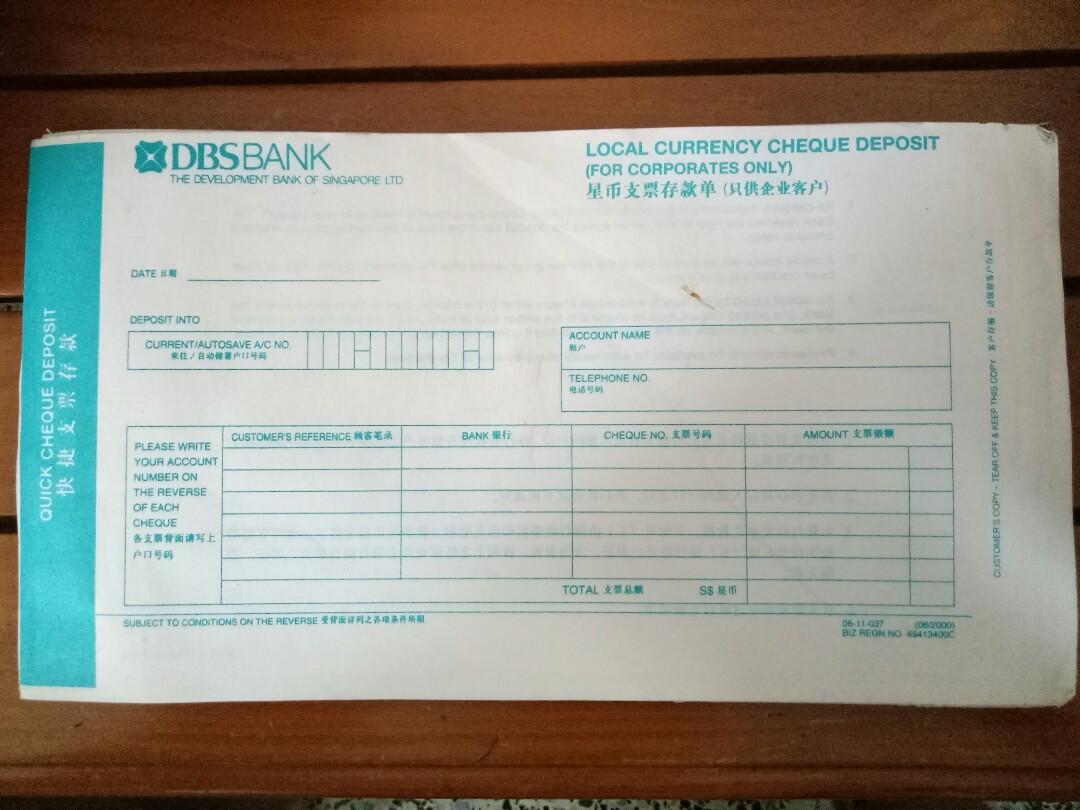 DBS BANK
THE DEVELOPMENT BANK OF SINGAPORE LTD
LOCAL CURRENCY CHEQUE DEPOSIT
(FOR CORPORATES ONLY)
星币支票存款单 (只供企业客户)
QUICK CHEQUE DEPOSIT
快捷支票存款
DATE 日期
DEPOSIT INTO
CURRENT/AUTOSAVE A/C NO.
来往/自动储蓄户口号码
ACCOUNT NAME
账户
TELEPHONE NO.
电话号码
PLEASE WRITE
YOUR ACCOUNT
NUMBER ON
THE REVERSE
OF EACH
CHEQUE
各支票背面请写上
户口号码
CUSTOMER'S REFERENCE 顾客笔录
BANK 银行
CHEQUE NO. 支票号码
AMOUNT 支票银额
TOTAL 支票总额 S$ 星币
SUBJECT TO CONDITIONS ON THE REVERSE 受背面详列之各项条件所限
06-11-037 (06/2000)
BIZ REGN NO. 49413400C
CUSTOMER'S COPY - TEAR OFF & KEEP THIS COPY